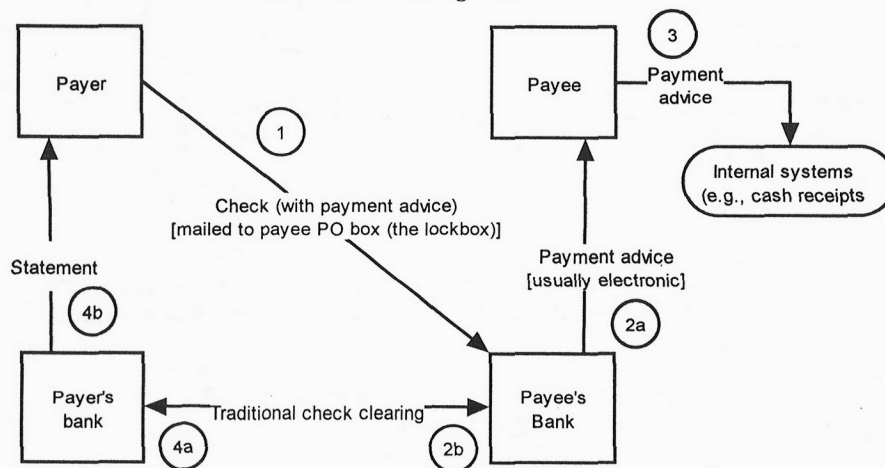 Payer
1
Check (with payment advice)
[mailed to payee PO box (the lockbox)]
Payee
3
Payment
advice
Internal systems
(e.g., cash receipts
Payment advice
[usually electronic]
2a
Statement
4b
Payer's
bank
Traditional check clearing
4a
2b
Payee's
Bank